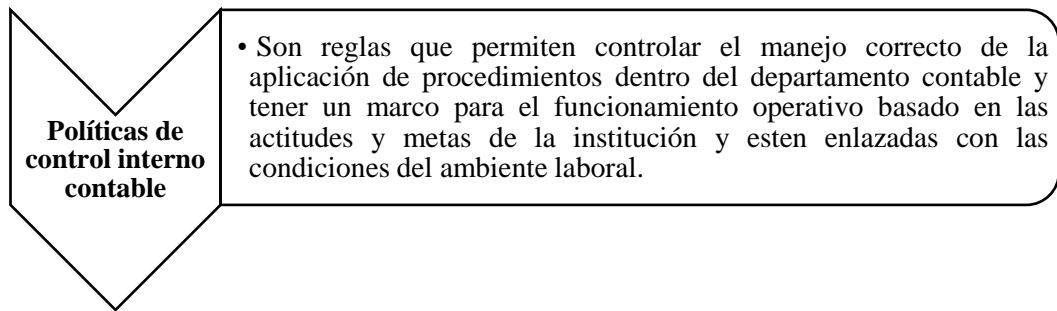 Políticas de
control interno
contable
• Son reglas que permiten controlar el manejo correcto de la
aplicación de procedimientos dentro del departamento contable y
tener un marco para el funcionamiento operativo basado en las
actitudes y metas de la institución y esten enlazadas con las
condiciones del ambiente laboral.